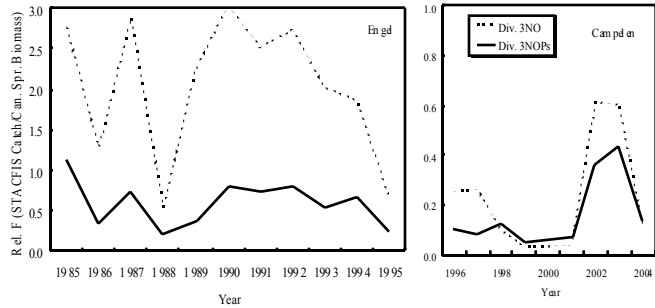 Rel. F (STACFIS Catch/Can. Spr. Biomass)
3.0
2.5
2.0
1.5
1.0
0.5
0.0
Engel
1985 1986 1987 1988 1989 1990 1991 1992 1993 1994 1995
Year
1.0
0.8
0.6
0.4
0.2
0.0
Div. 3NO
Div. 3NOPs
Campelen
1996 1998 2000 2002 2004
Year